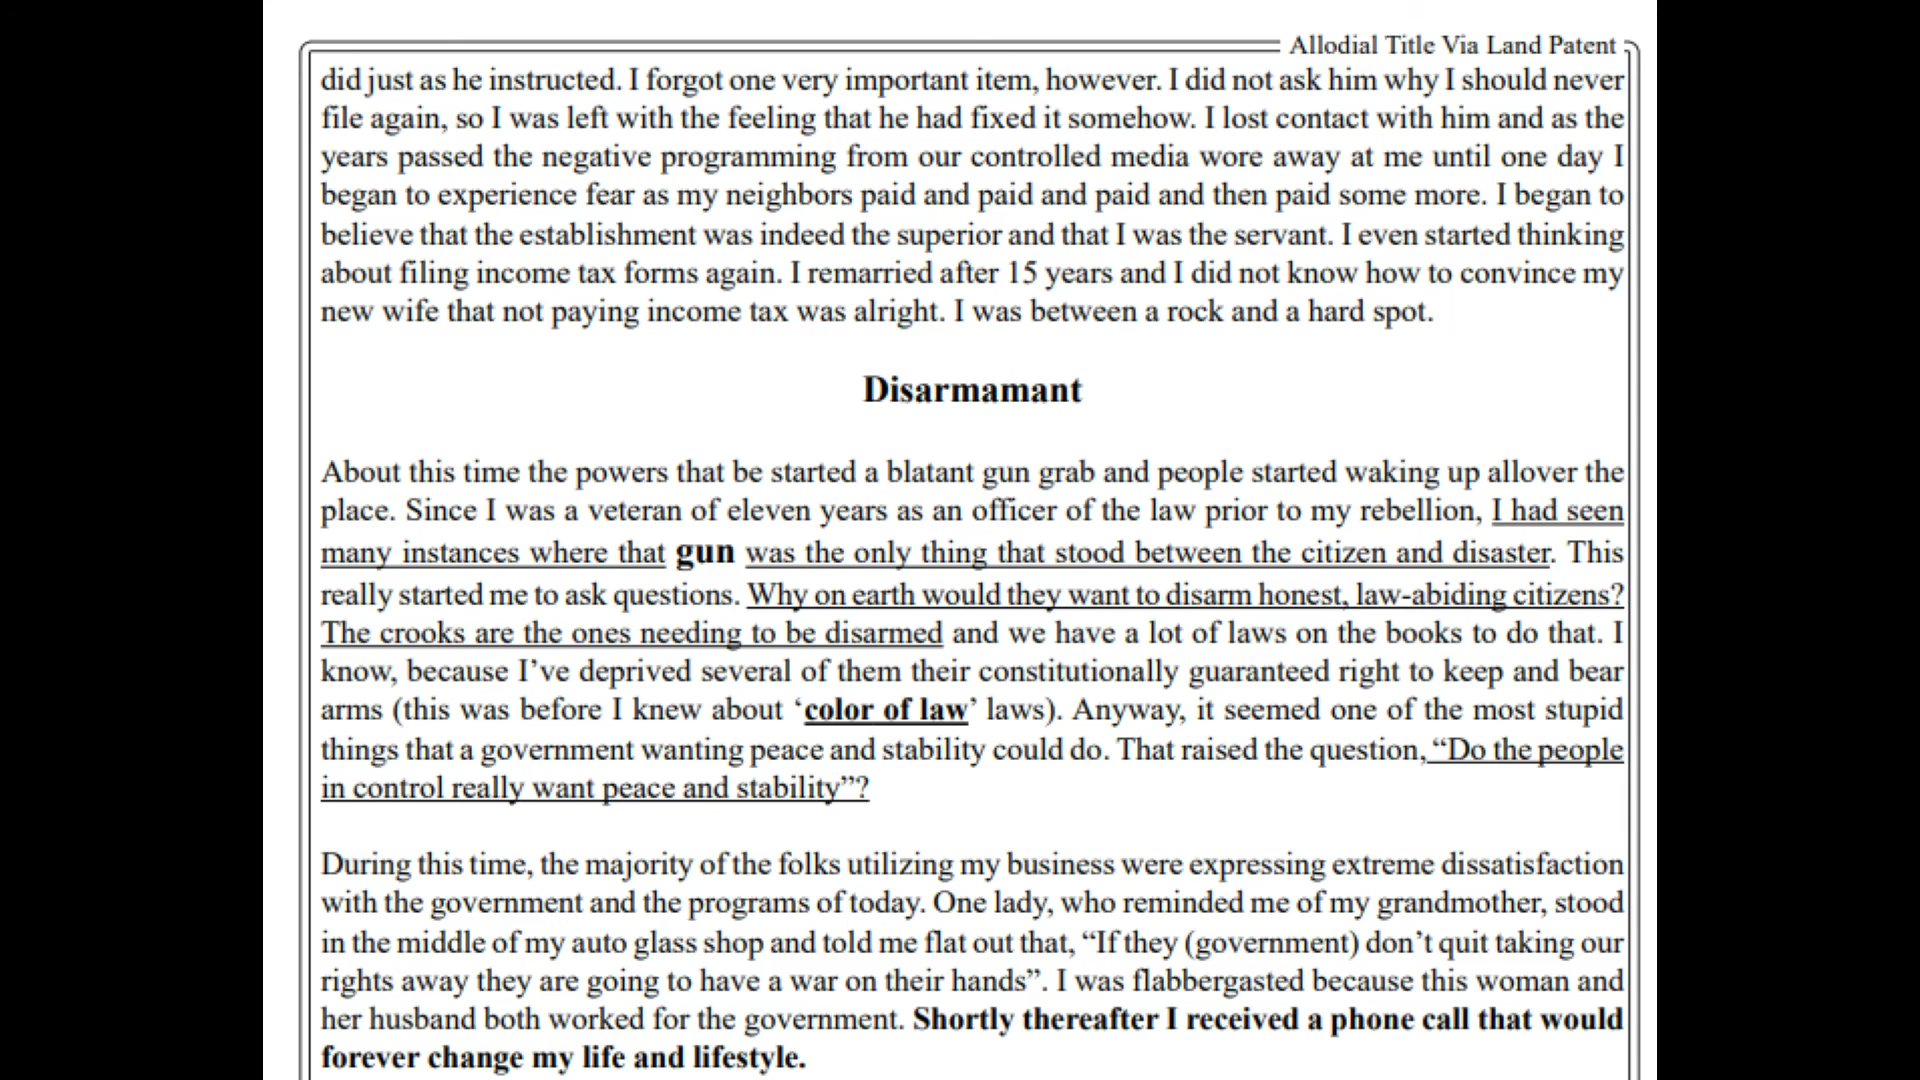 Allodial Title Via Land Patent
did just as he instructed. I forgot one very important item, however. I did not ask him why I should never
file again, so I was left with the feeling that he had fixed it somehow. I lost contact with him and as the
years passed the negative programming from our controlled media wore away at me until one day I
began to experience fear as my neighbors paid and paid and paid and then paid some more. I began to
believe that the establishment was indeed the superior and that I was the servant. I even started thinking
about filing income tax forms again. I remarried after 15 years and I did not know how to convince my
new wife that not paying income tax was alright. I was between a rock and a hard spot.
Disarmamant
About this time the powers that be started a blatant gun grab and people started waking up allover the
place. Since I was a veteran of eleven years as an officer of the law prior to my rebellion, I had seen
many instances where that gun was the only thing that stood between the citizen and disaster. This
really started me to ask questions. Why on earth would they want to disarm honest, law-abiding citizens?
The crooks are the ones needing to be disarmed and we have a lot of laws on the books to do that. I
know, because I’ve deprived several of them their constitutionally guaranteed right to keep and bear
arms (this was before I knew about ‘color of law’ laws). Anyway, it seemed one of the most stupid
things that a government wanting peace and stability could do. That raised the question, “Do the people
in control really want peace and stability”?
During this time, the majority of the folks utilizing my business were expressing extreme dissatisfaction
with the government and the programs of today. One lady, who reminded me of my grandmother, stood
in the middle of my auto glass shop and told me flat out that, “If they (government) don’t quit taking our
rights away they are going to have a war on their hands”. I was flabbergasted because this woman and
her husband both worked for the government. Shortly thereafter I received a phone call that would
forever change my life and lifestyle.